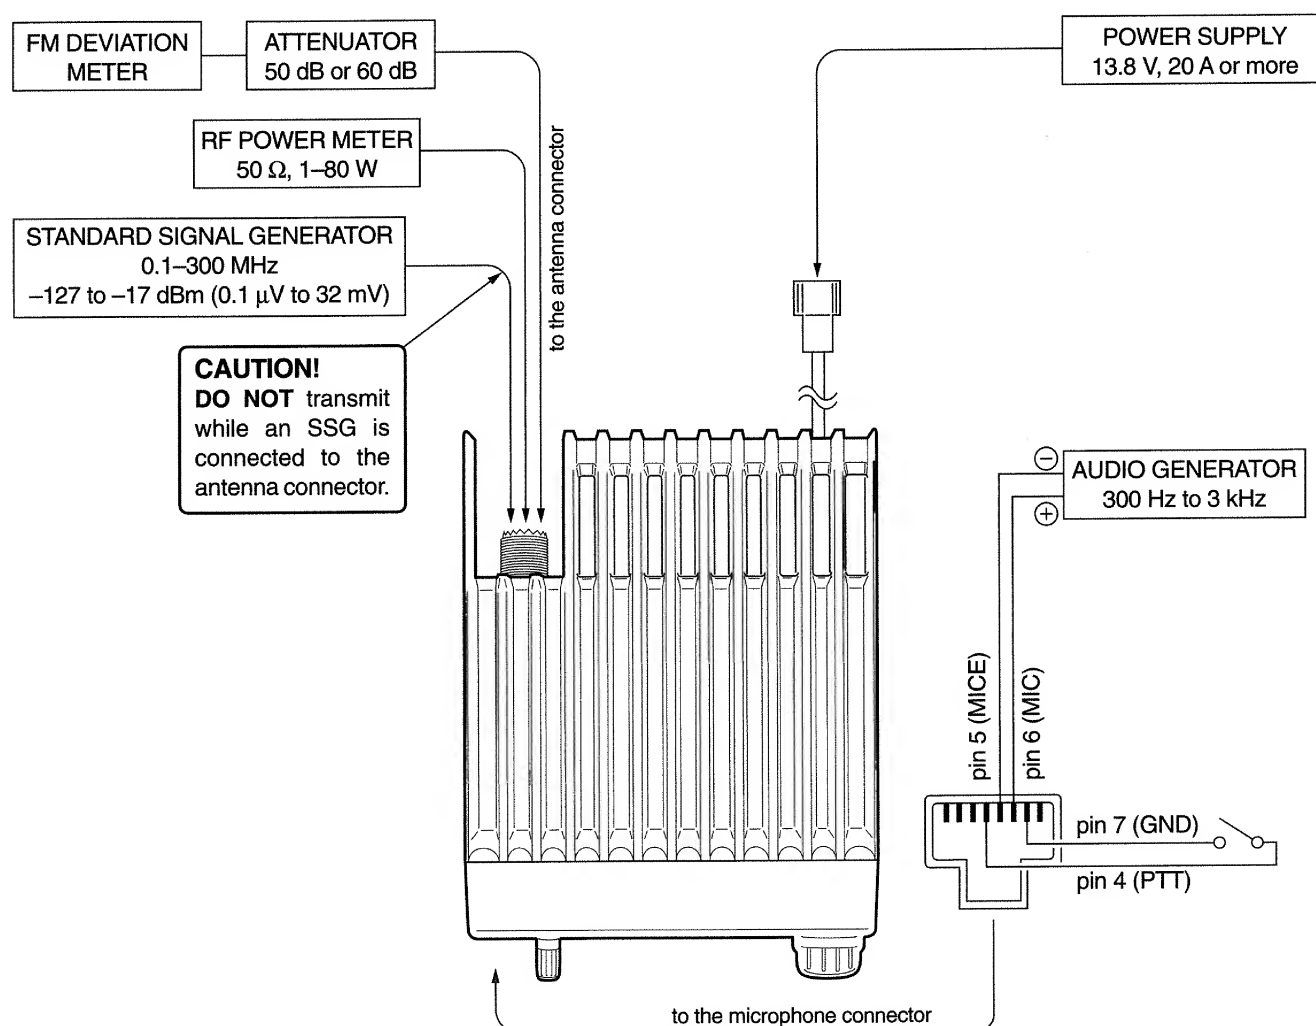 FM DEVIATION
METER
ATTENUATOR
50 dB or 60 dB
POWER SUPPLY
13.8 V, 20 A or more
RF POWER METER
50 Ω, 1–80 W
to the antenna connector
STANDARD SIGNAL GENERATOR
0.1–300 MHz
–127 to –17 dBm (0.1 µV to 32 mV)
CAUTION!
DO NOT transmit
while an SSG is
connected to the
antenna connector.
–
+
AUDIO GENERATOR
300 Hz to 3 kHz
pin 5 (MICE)
pin 6 (MIC)
pin 7 (GND)
pin 4 (PTT)
to the microphone connector